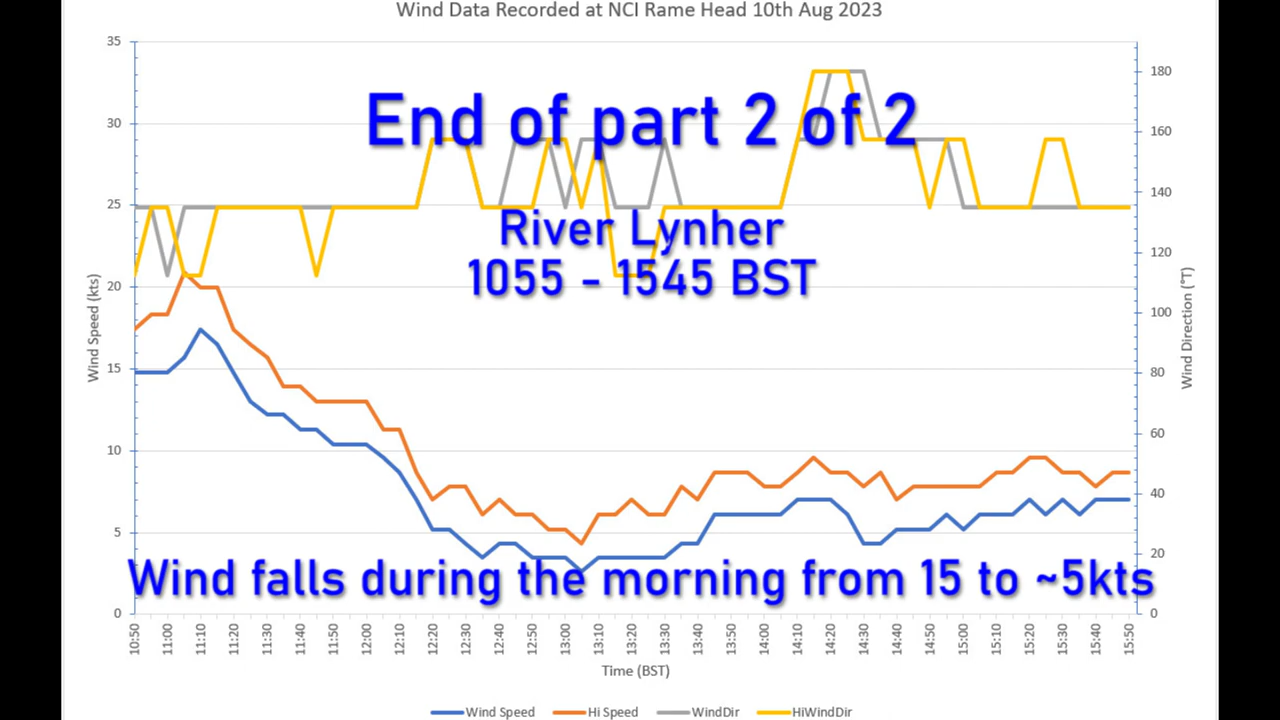 Wind Data Recorded at NCI Rame Head 10th Aug 2023
End of part 2 of 2
River Lynher
1055 - 1545 BST
Wind falls during the morning from 15 to ~5kts
Wind Speed (kts)
35
30
25
20
15
10
5
0
Wind Direction (°T)
180
160
140
120
100
80
60
40
20
0
10:50 11:00 11:10 11:20 11:30 11:40 11:50 12:00 12:10 12:20 12:30 12:40 12:50 13:00 13:10 13:20 13:30 13:40 13:50 14:00 14:10 14:20 14:30 14:40 14:50 15:00 15:10 15:20 15:30 15:40 15:50
Time (BST)
Wind Speed Hi Speed WindDir HiWindDir